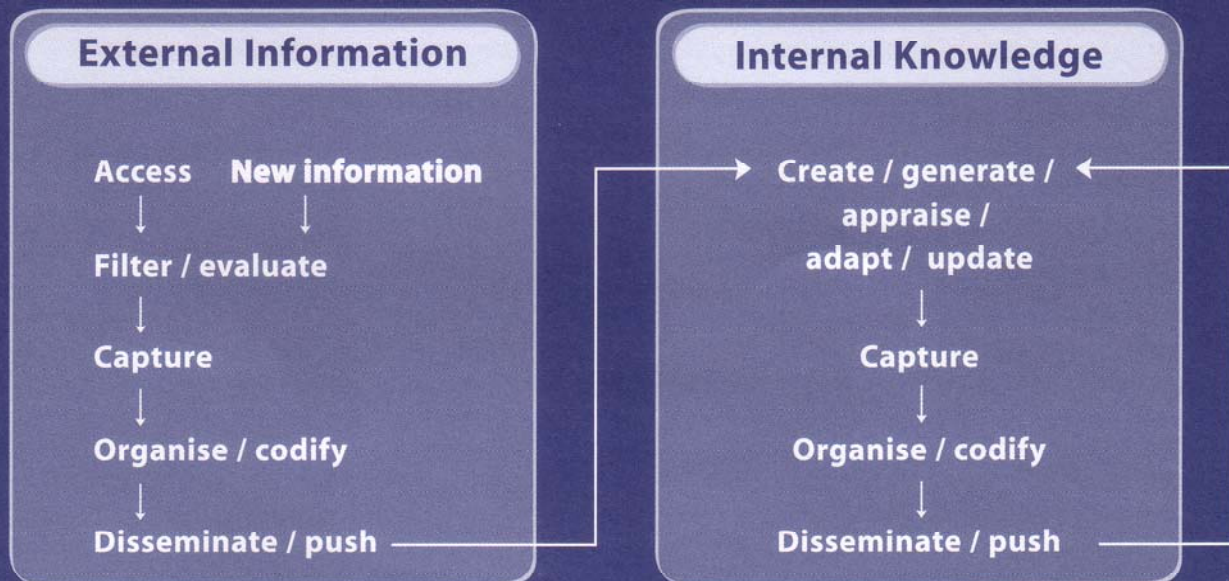 External Information
Access New information
Filter / evaluate
Capture
Organise / codify
Disseminate / push
Internal Knowledge
Create / generate /
appraise /
adapt / update
Capture
Organise / codify
Disseminate / push